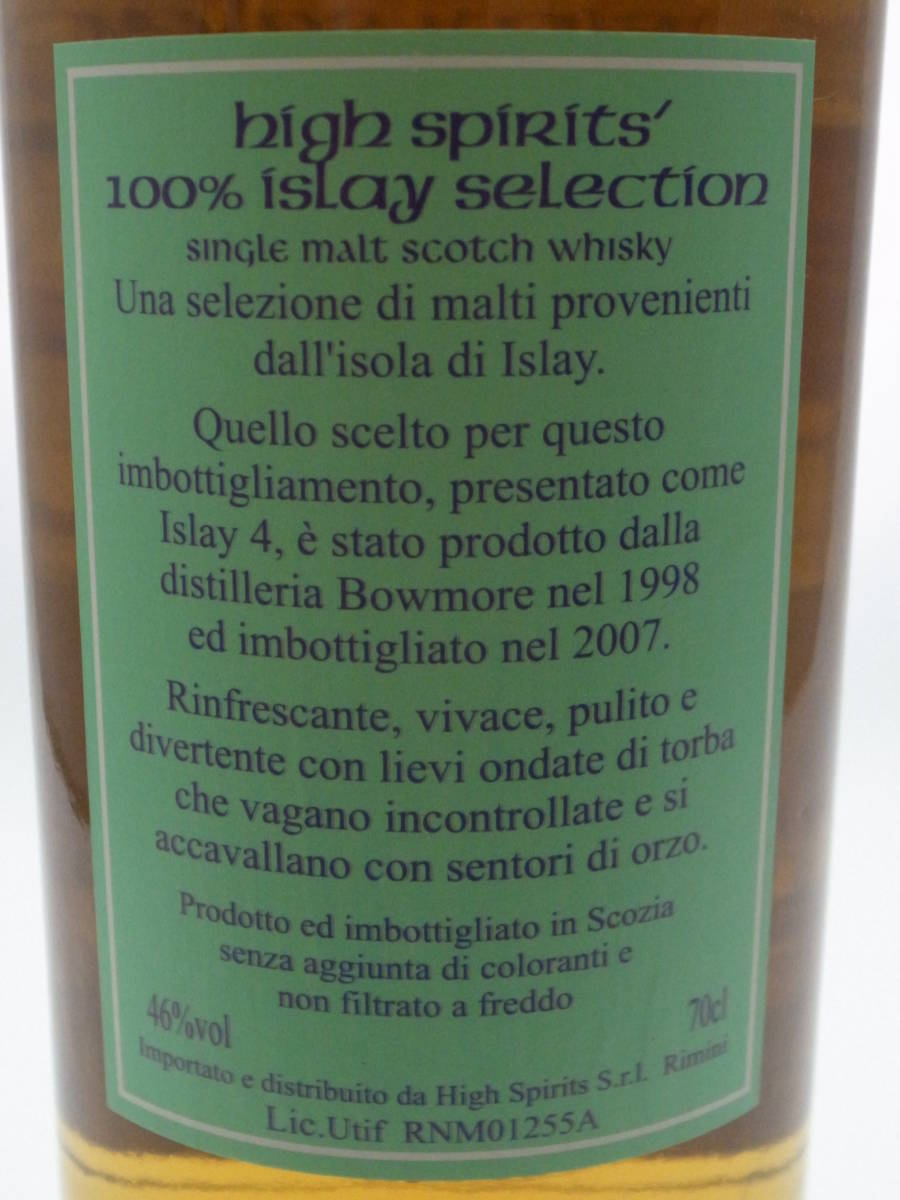 high spirits'
100% islay selection
single malt scotch whisky
Una selezione di malti provenienti
dall'isola di Islay.
Quello scelto per questo
imbottigliamento, presentato come
Islay 4, è stato prodotto dalla
distilleria Bowmore nel 1998
ed imbottigliato nel 2007.
Rinfrescante, vivace, pulito e
divertente con lievi ondate di torba
che vagano incontrollate e si
accavallano con sentori di orzo.
Prodotto ed imbottigliato in Scozia
senza aggiunta di coloranti e
non filtrato a freddo
46%vol 70cl
Importato e distribuito da High Spirits S.r.l. Rimini
Lic.Utif RNM01255A